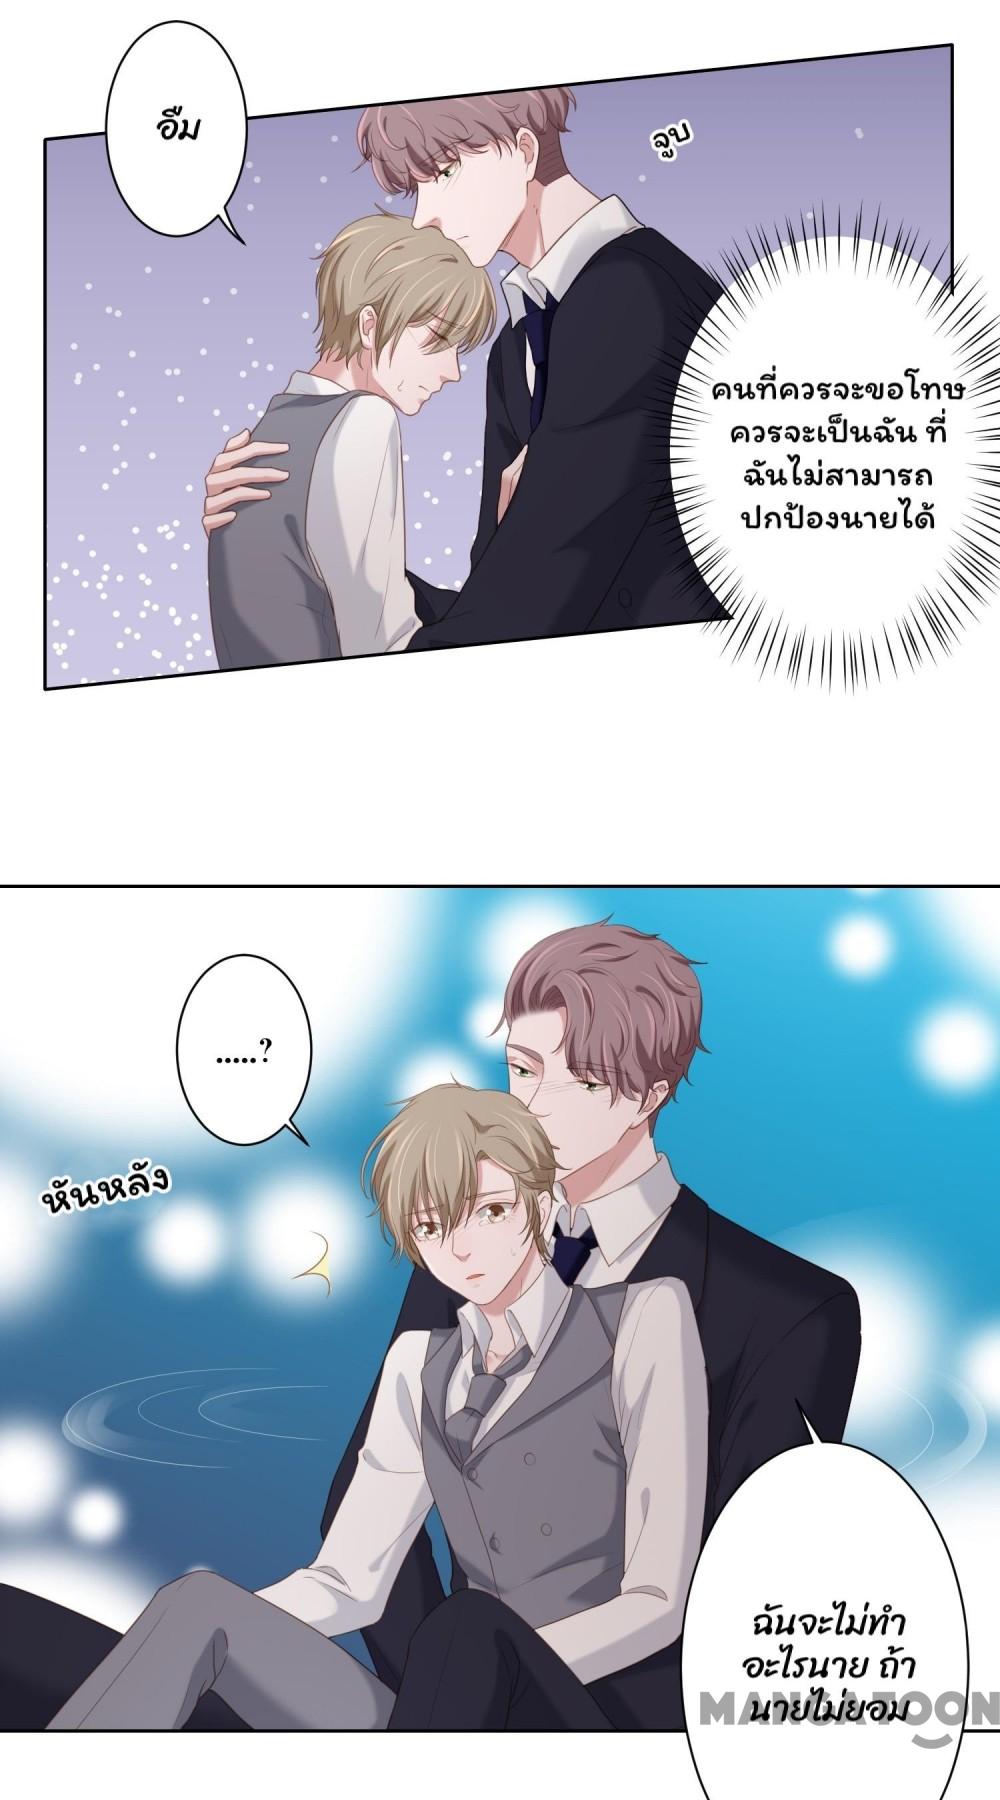 อืม
จูบ
คนที่ควรจะขอโทษ
ควรจะเป็นฉัน ที่
ฉันไม่สามารถ
ปกป้องนายได้
.....?
หันหลัง
ฉันจะไม่ทำ
อะไรนาย ถ้า
นายไม่ยอม
MANGATOON